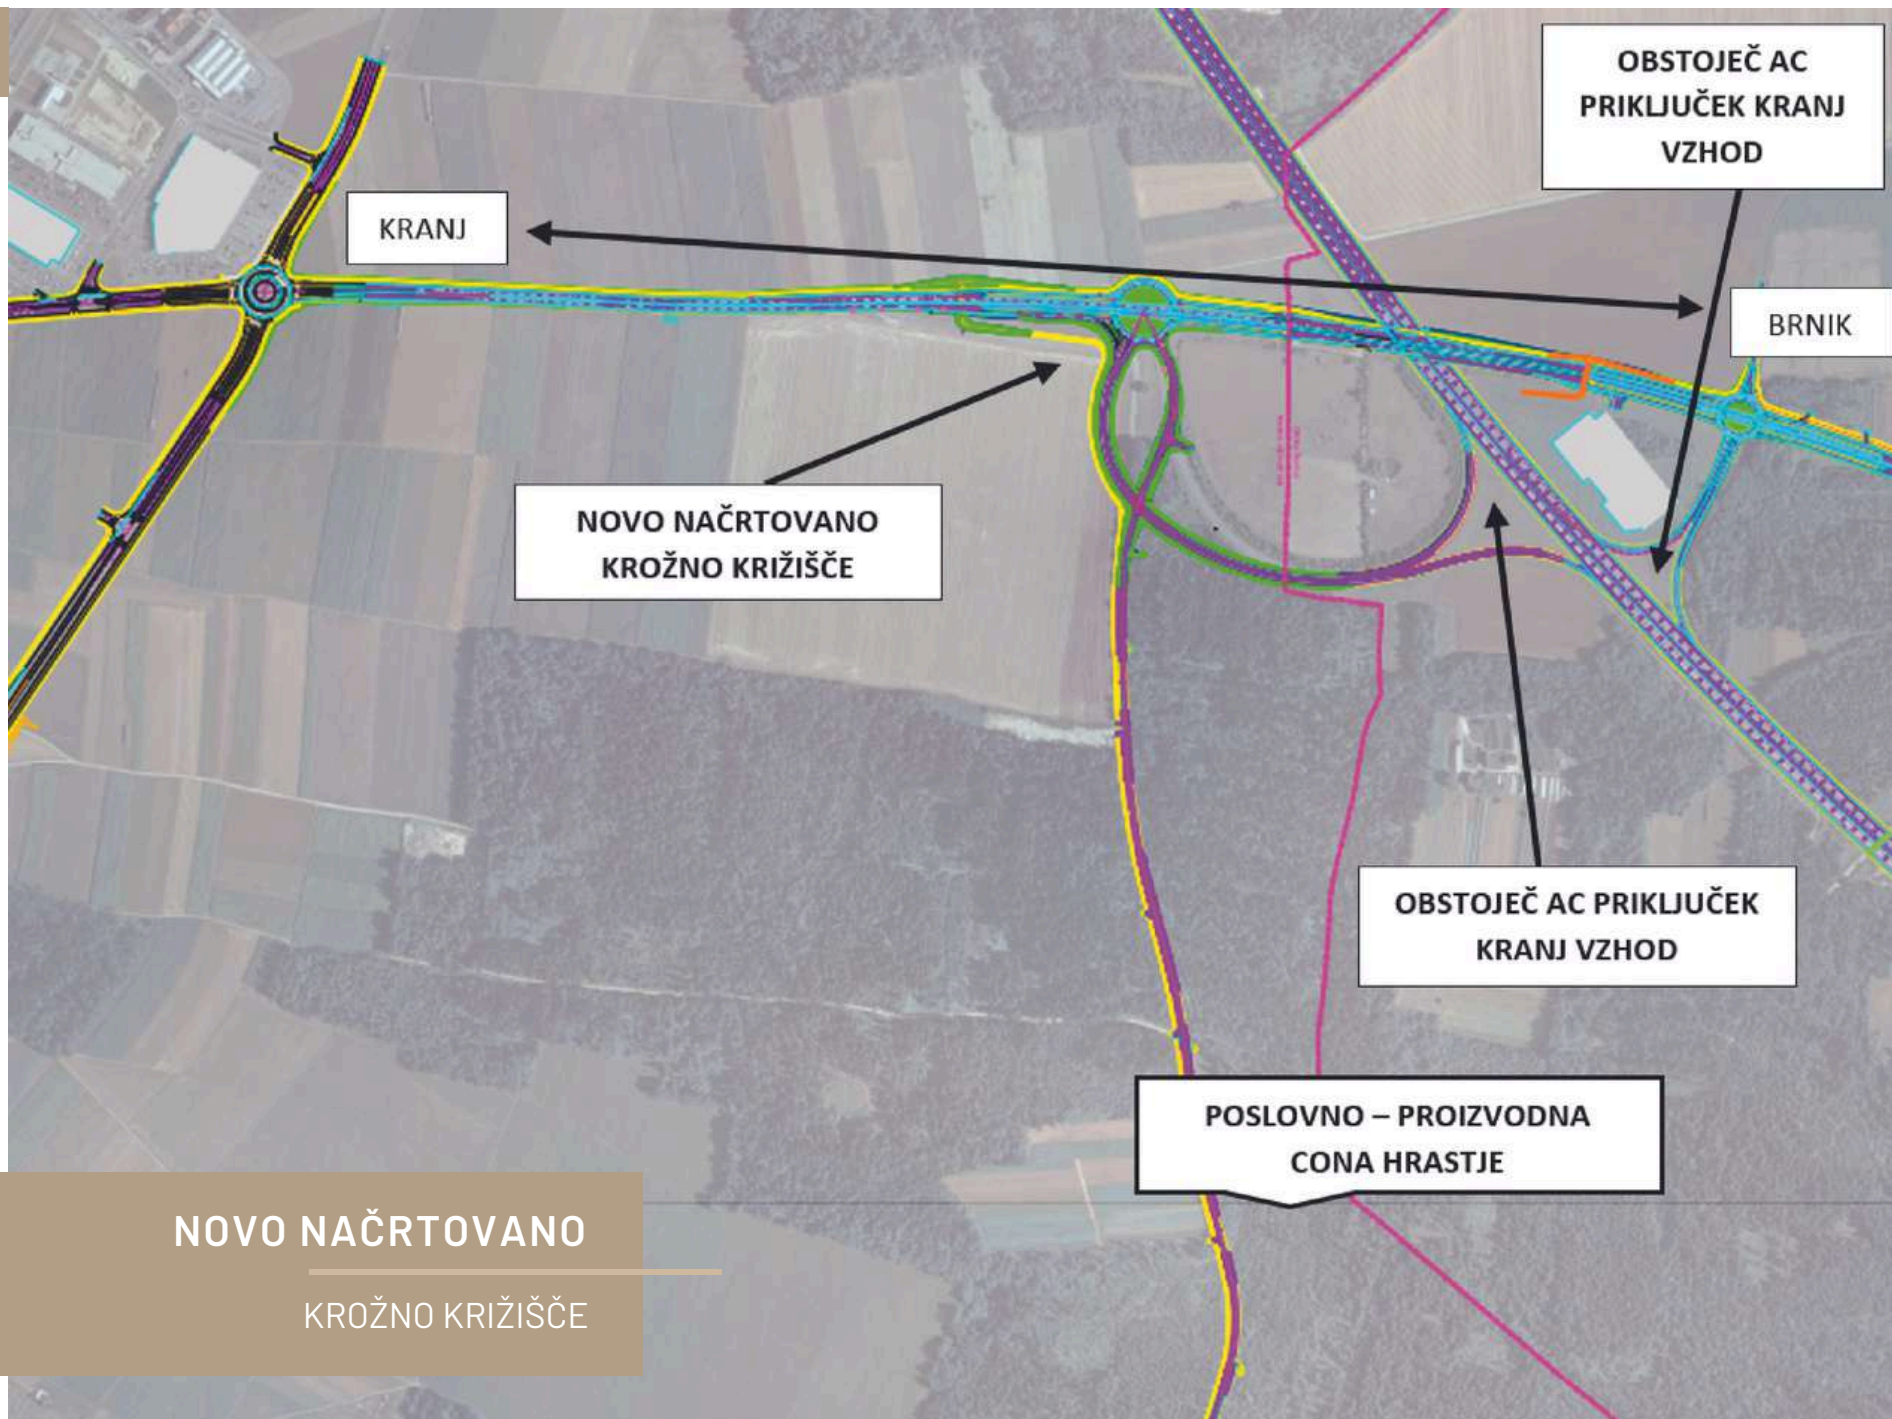 OBSTOJEČ AC
PRIKLJUČEK KRANJ
VZHOD
KRANJ
BRNIK
NOVO NAČRTOVANO
KROŽNO KRIŽIŠČE
OBSTOJEČ AC PRIKLJUČEK
KRANJ VZHOD
POSLOVNO – PROIZVODNA
CONA HRASTJE
NOVO NAČRTOVANO
KROŽNO KRIŽIŠČE